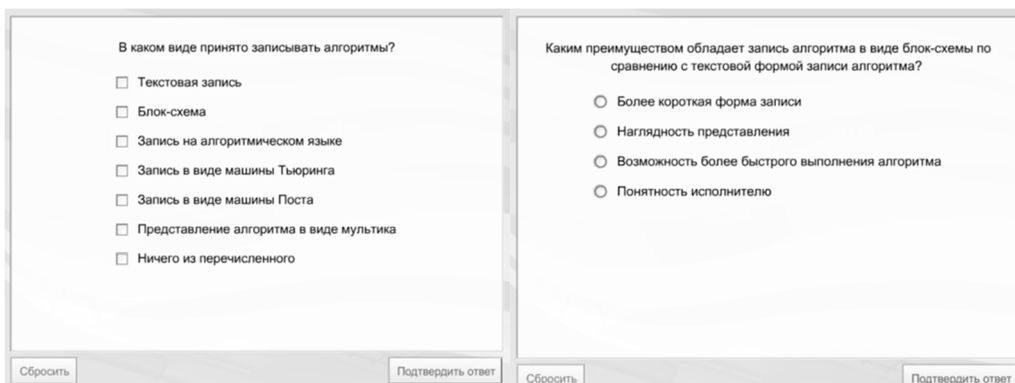 В каком виде принято записывать алгоритмы?
Текстовая запись
Блок-схема
Запись на алгоритмическом языке
Запись в виде машины Тьюринга
Запись в виде машины Поста
Представление алгоритма в виде мультика
Ничего из перечисленного
Сбросить
Подтвердить ответ
Каким преимуществом обладает запись алгоритма в виде блок-схемы по
сравнению с текстовой формой записи алгоритма?
Более короткая форма записи
Наглядность представления
Возможность более быстрого выполнения алгоритма
Понятность исполнителю
Сбросить
Подтвердить ответ